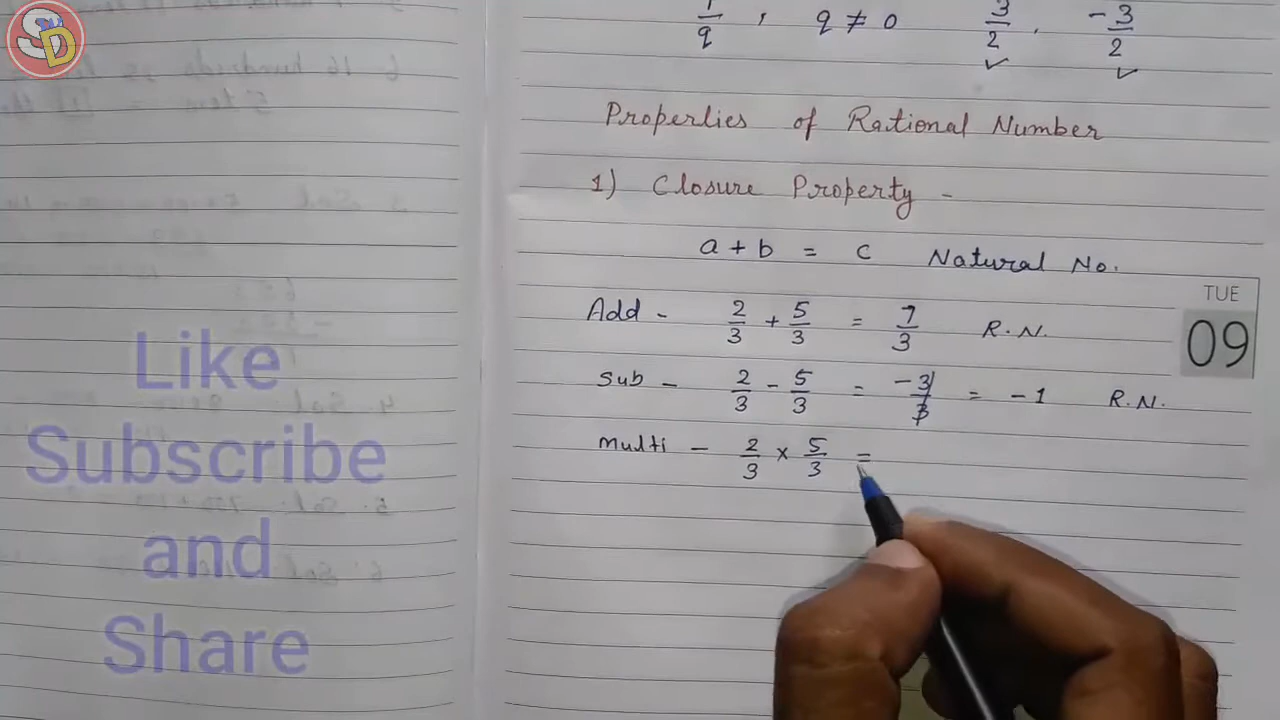 SD
p/q , q ≠ 0 3/2 , -3/2
Properties of Rational Number
1) Closure Property -
a + b = c Natural No.
TUE
09
Add - 2/3 + 5/3 = 7/3 R.N.
Sub - 2/3 - 5/3 = -3/3 = -1 R.N.
Multi - 2/3 × 5/3 =
Like
Subscribe
and
Share